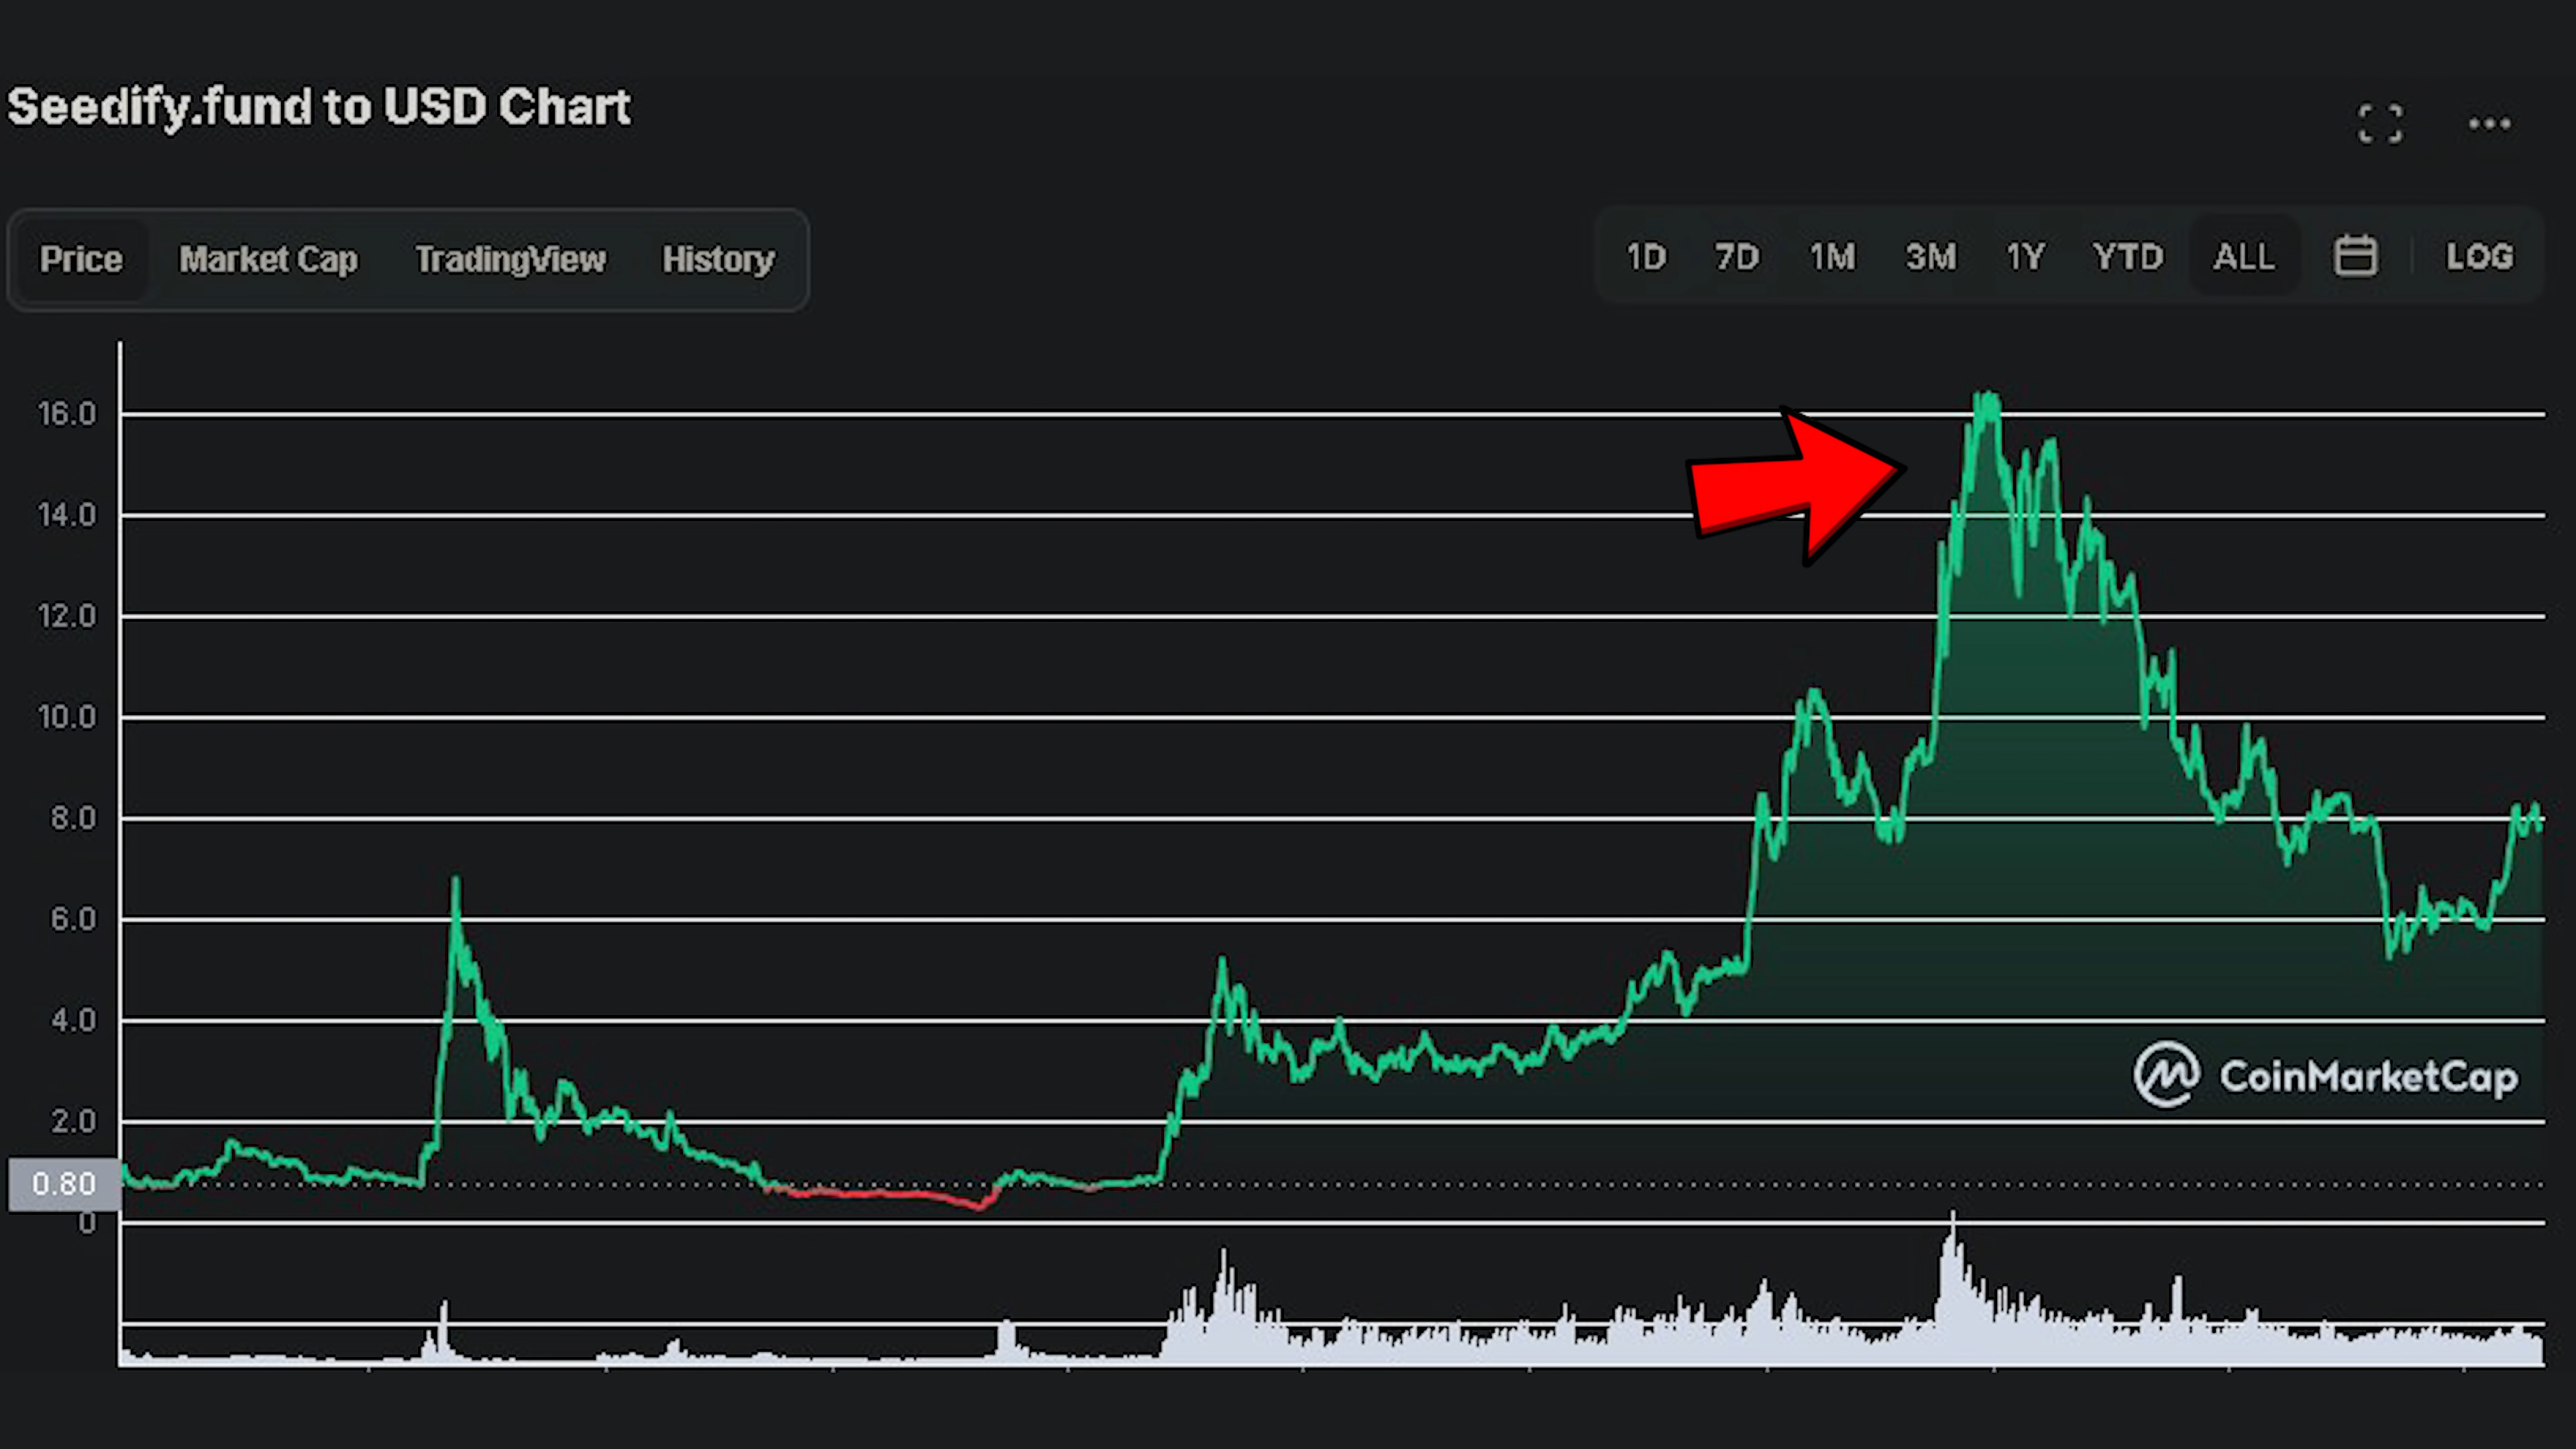 Seedify.fund to USD Chart
Price Market Cap TradingView History
1D 7D 1M 3M 1Y YTD ALL LOG
16.0
14.0
12.0
10.0
8.0
6.0
4.0
CoinMarketCap
2.0
0.80
0